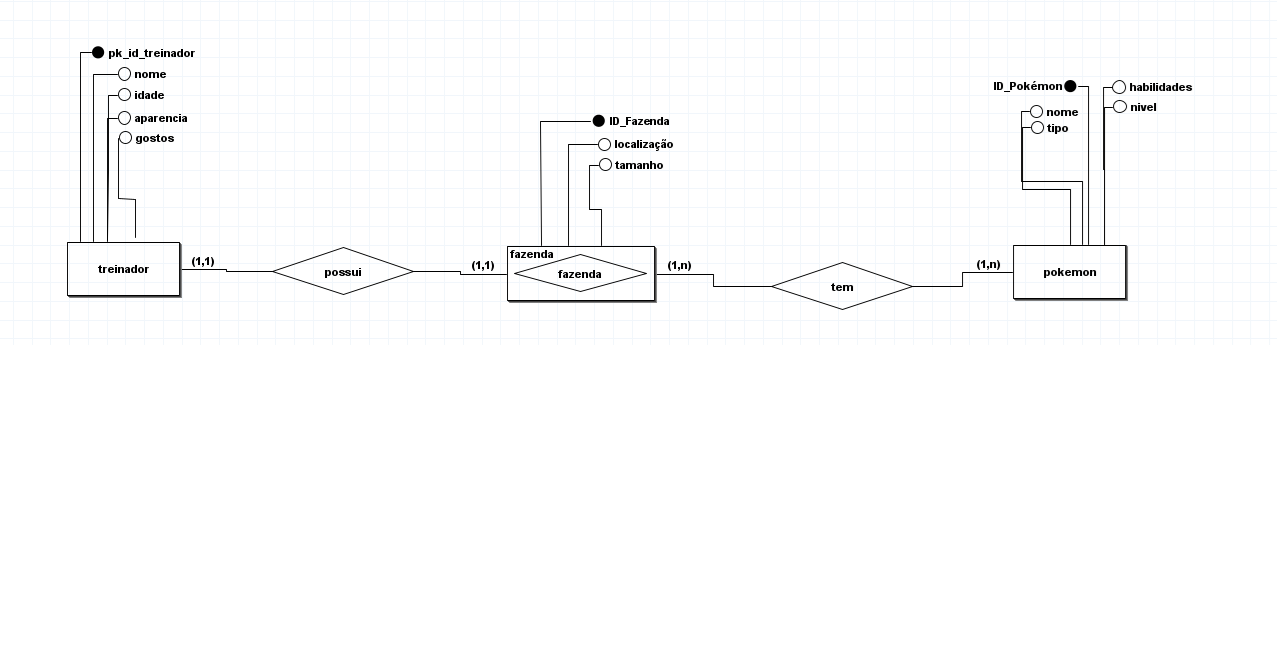 pk_id_treinador
nome
idade
aparencia
gostos
ID_Fazenda
localização
tamanho
ID_Pokémon
nome
tipo
habilidades
nivel
treinador
(1,1)
possui
(1,1)
fazenda
fazenda
(1,n)
tem
(1,n)
pokemon